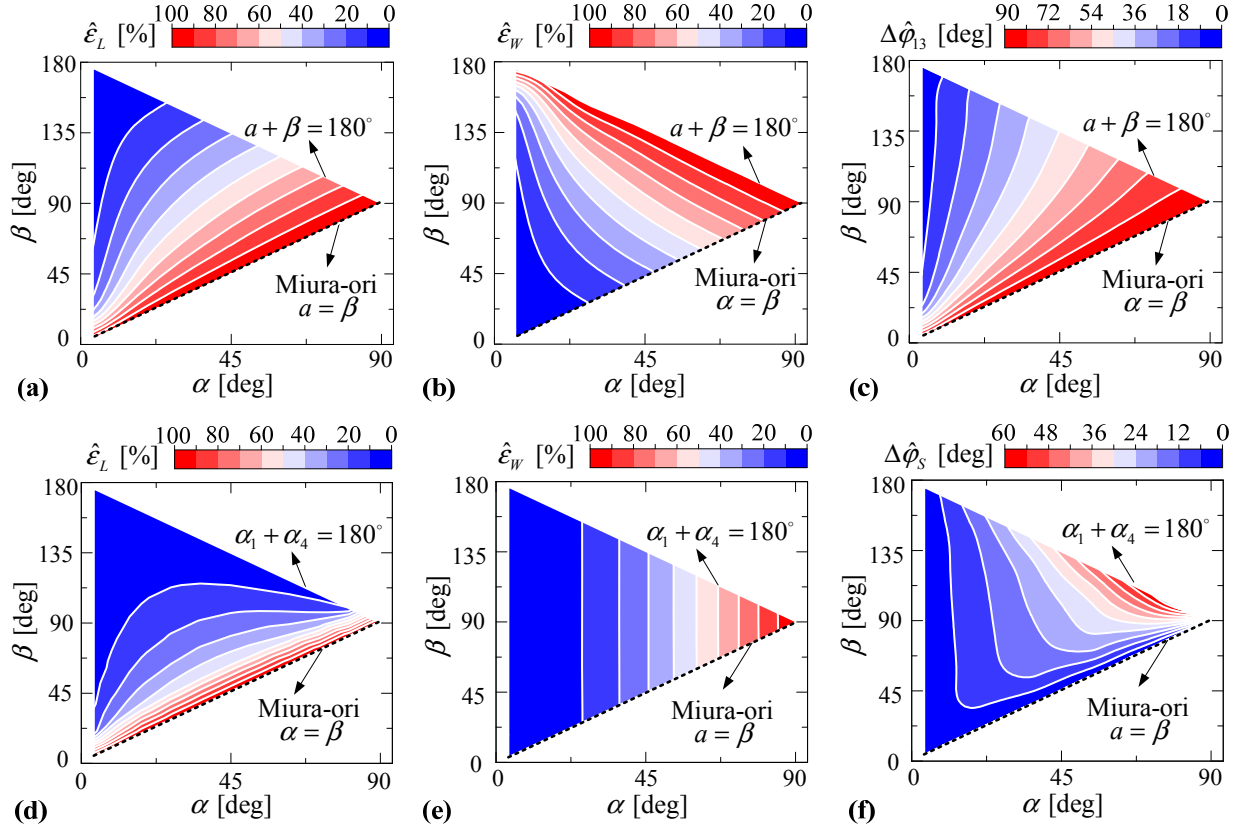 100 80 60 40 20 0
ε̂_L [%]
180
135
90
45
0
β [deg]
a + β = 180°
Miura-ori
a = β
0 45 90
(a) α [deg]
100 80 60 40 20 0
ε̂_W [%]
180
135
90
45
0
β [deg]
a + β = 180°
Miura-ori
α = β
0 45 90
(b) α [deg]
90 72 54 36 18 0
Δφ̂_13 [deg]
180
135
90
45
0
β [deg]
a + β = 180°
Miura-ori
α = β
0 45 90
(c) α [deg]
100 80 60 40 20 0
ε̂_L [%]
180
135
90
45
0
β [deg]
α_1 + α_4 = 180°
Miura-ori
α = β
0 45 90
(d) α [deg]
100 80 60 40 20 0
ε̂_W [%]
180
135
90
45
0
β [deg]
α_1 + α_4 = 180°
Miura-ori
a = β
0 45 90
(e) α [deg]
60 48 36 24 12 0
Δφ̂_S [deg]
180
135
90
45
0
β [deg]
α_1 + α_4 = 180°
Miura-ori
a = β
0 45 90
(f) α [deg]